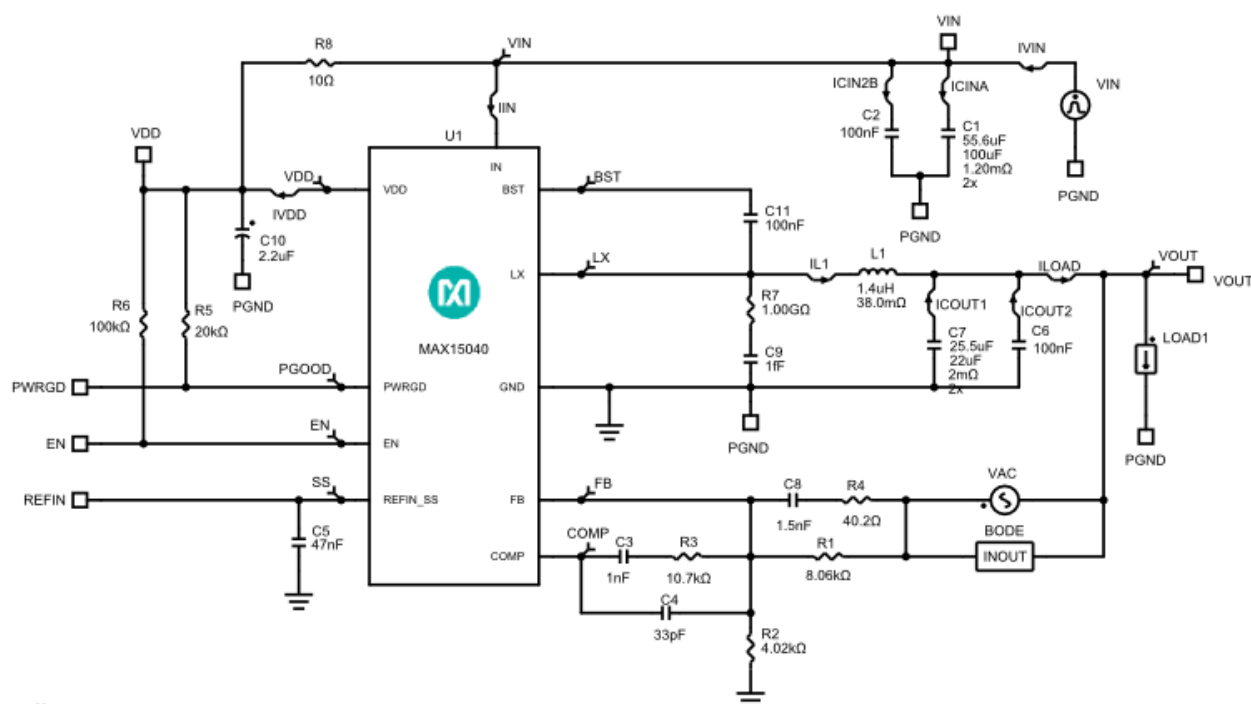 VIN
R8
10Ω
VIN
IVIN
VIN
IIN
ICIN2B
ICINA
C2
100nF
C1
55.6uF
100uF
1.20mΩ
2x
PGND
PGND
VDD
U1
IN
VDD
IVDD
VDD
BST
BST
C11
100nF
C10
2.2uF
PGND
LX
LX
IL1
L1
1.4uH
38.0mΩ
ILOAD
VOUT
VOUT
R6
100kΩ
R5
20kΩ
MAX15040
R7
1.00GΩ
ICOUT1
ICOUT2
C9
1fF
C7
25.5uF
22uF
2mΩ
2x
C6
100nF
LOAD1
PWRGD
PGOOD
PWRGD
GND
PGND
PGND
EN
EN
EN
REFIN
SS
REFIN_SS
FB
FB
C8
1.5nF
R4
40.2Ω
VAC
BODE
INOUT
C5
47nF
COMP
COMP
C3
1nF
R3
10.7kΩ
R1
8.06kΩ
C4
33pF
R2
4.02kΩ